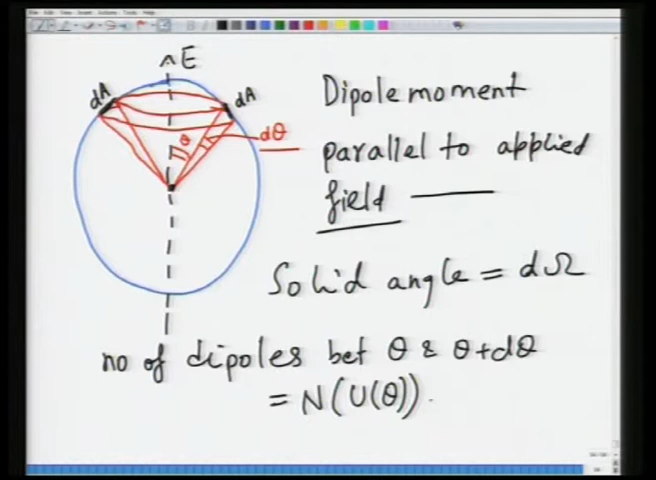 E
dA
dA
θ
dθ
Dipole moment
parallel to applied
field
Solid angle = dΩ
no of dipoles bet θ & θ+dθ
= N(U(θ)).